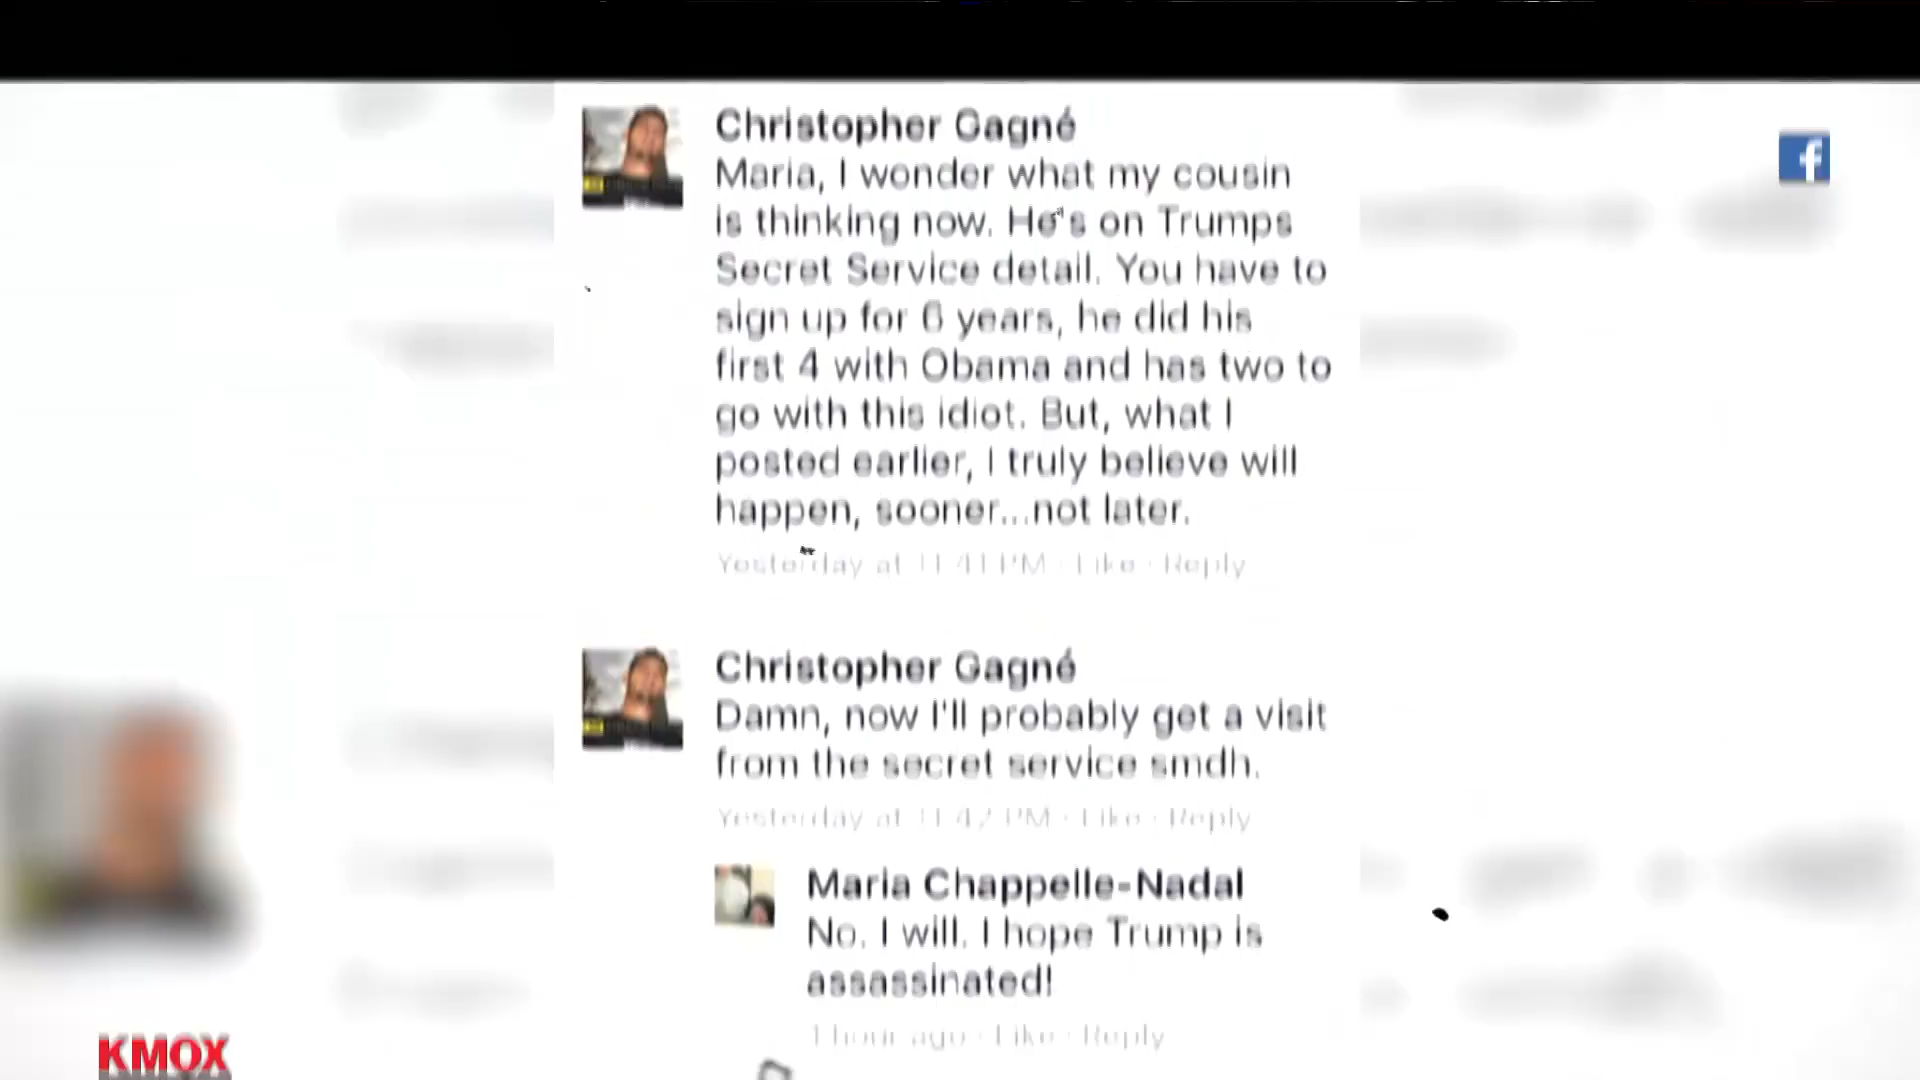 Christopher Gagné
Maria, I wonder what my cousin
is thinking now. He's on Trumps
Secret Service detail. You have to
sign up for 6 years, he did his
first 4 with Obama and has two to
go with this idiot. But, what I
posted earlier, I truly believe will
happen, sooner...not later.
Yesterday at 11:41 PM · Like · Reply
Christopher Gagné
Damn, now I'll probably get a visit
from the secret service smdh.
Yesterday at 11:42 PM · Like · Reply
Maria Chappelle-Nadal
No. I will. I hope Trump is
assassinated!
1 hour ago · Like · Reply
f
KMOX